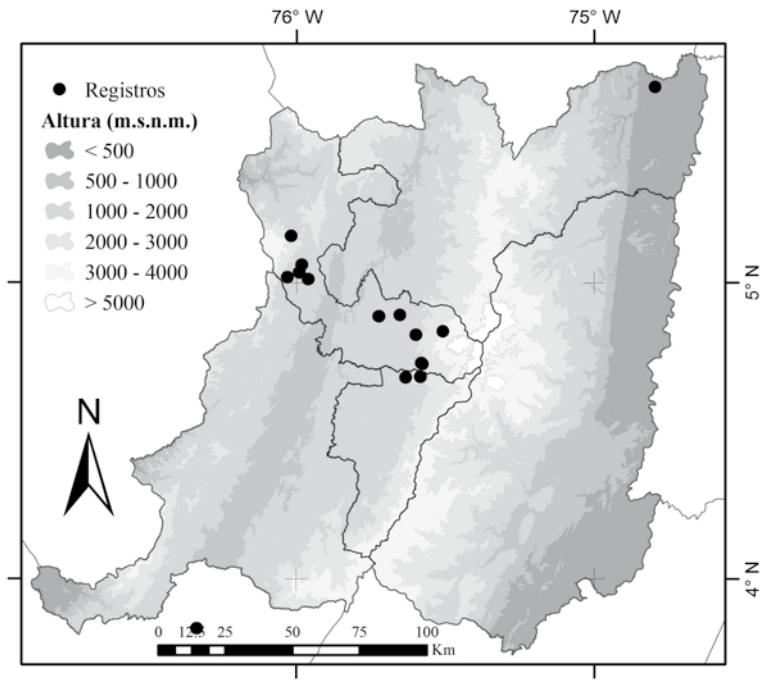 76° W 75° W
Registros
Altura (m.s.n.m.)
< 500
500 - 1000
1000 - 2000
2000 - 3000
3000 - 4000
> 5000
5° N
N
4° N
0 12.5 25 50 75 100
Km